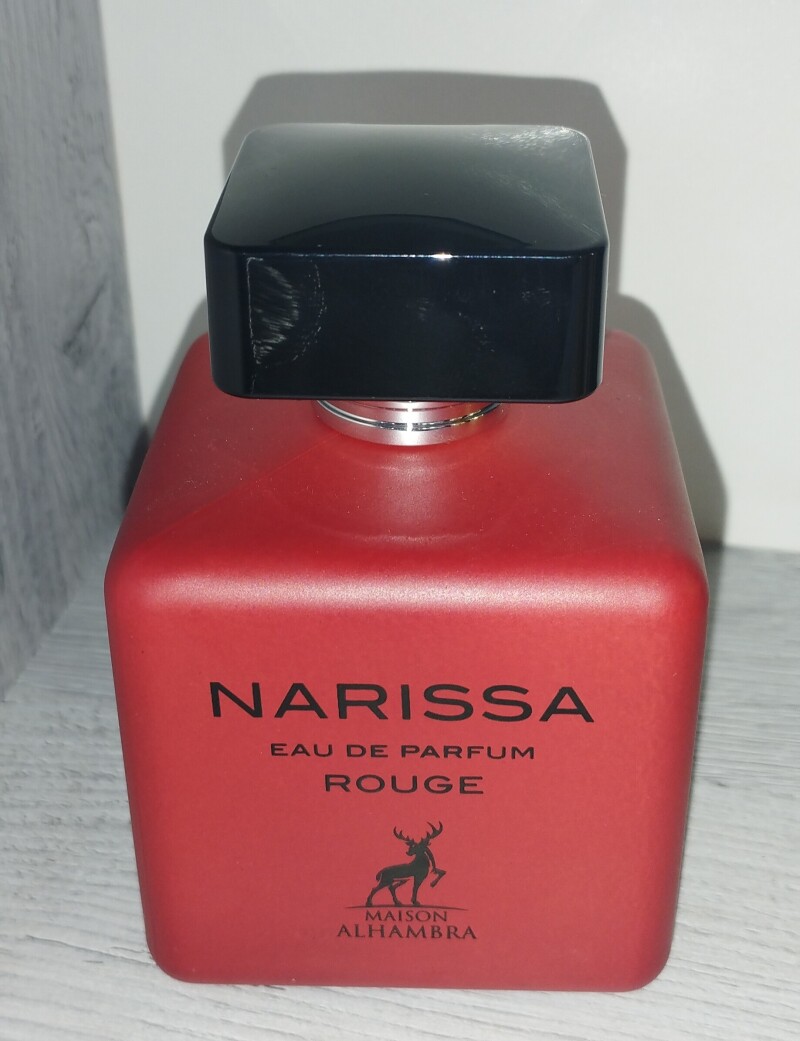 NARISSA
EAU DE PARFUM
ROUGE
MAISON
ALHAMBRA